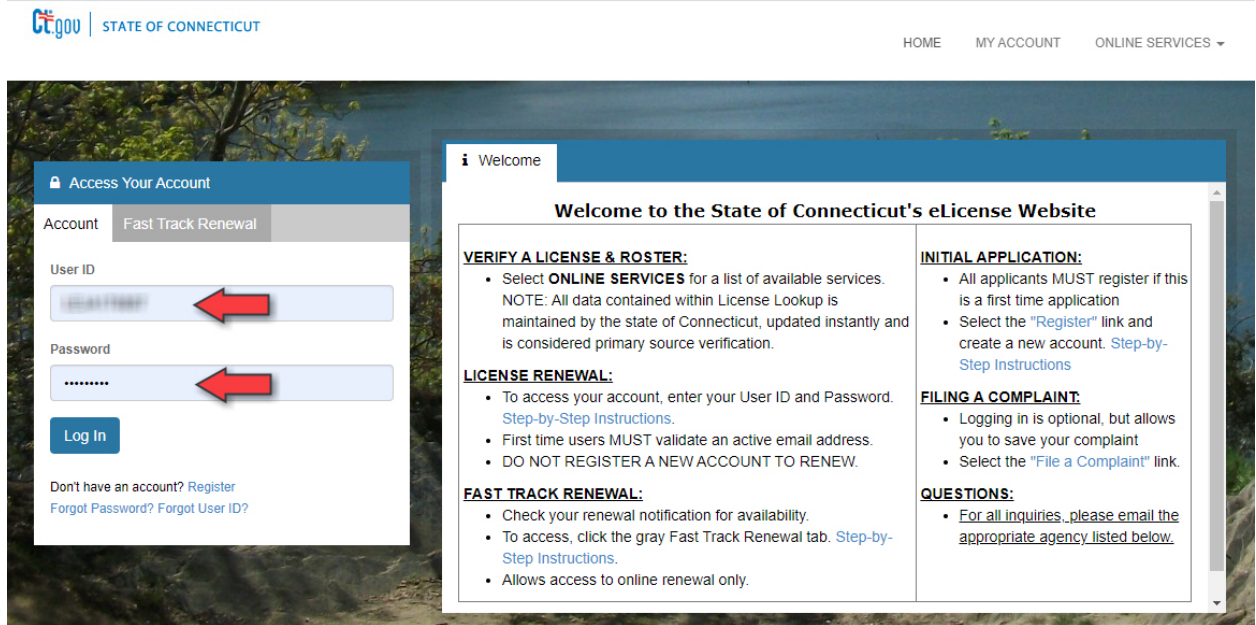 Ct.gov STATE OF CONNECTICUT
HOME MY ACCOUNT ONLINE SERVICES
Access Your Account
Account Fast Track Renewal
User ID
Password
Log In
Don't have an account? Register
Forgot Password? Forgot User ID?
Welcome
Welcome to the State of Connecticut's eLicense Website
VERIFY A LICENSE & ROSTER:
• Select ONLINE SERVICES for a list of available services.
NOTE: All data contained within License Lookup is
maintained by the state of Connecticut, updated instantly and
is considered primary source verification.
LICENSE RENEWAL:
• To access your account, enter your User ID and Password.
Step-by-Step Instructions.
• First time users MUST validate an active email address.
• DO NOT REGISTER A NEW ACCOUNT TO RENEW.
FAST TRACK RENEWAL:
• Check your renewal notification for availability.
• To access, click the gray Fast Track Renewal tab. Step-by-
Step Instructions.
• Allows access to online renewal only.
INITIAL APPLICATION:
• All applicants MUST register if this
is a first time application
• Select the "Register" link and
create a new account. Step-by-
Step Instructions
FILING A COMPLAINT:
• Logging in is optional, but allows
you to save your complaint
• Select the "File a Complaint" link.
QUESTIONS:
• For all inquiries, please email the
appropriate agency listed below.